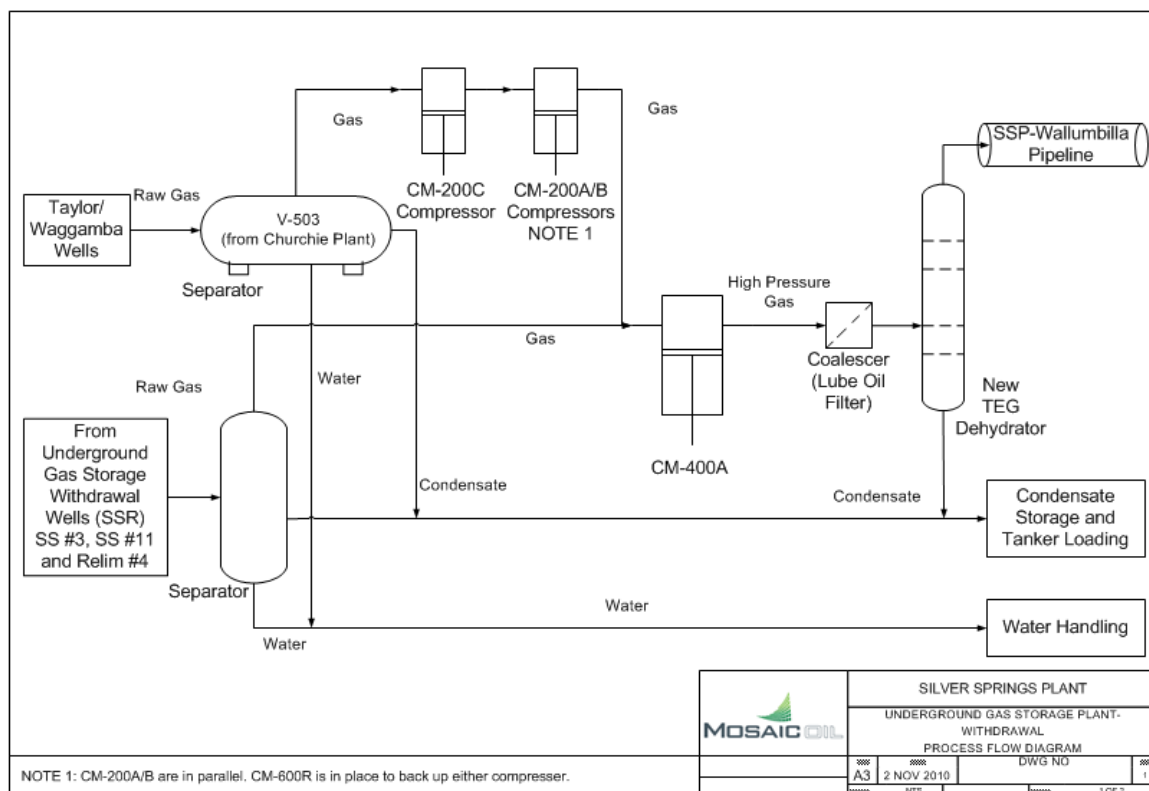 Gas
Gas
SSP-Wallumbilla
Pipeline
Raw Gas
CM-200C
Compressor
CM-200A/B
Compressors
NOTE 1
Taylor/
Waggamba
Wells
V-503
(from Churchie Plant)
Separator
High Pressure
Gas
Gas
Raw Gas
Water
Coalescer
(Lube Oil
Filter)
New
TEG
Dehydrator
From
Underground
Gas Storage
Withdrawal
Wells (SSR)
SS #3, SS #11
and Relim #4
CM-400A
Condensate
Condensate
Condensate
Storage and
Tanker Loading
Separator
Water
Water
Water Handling
MOSAIC OIL
SILVER SPRINGS PLANT
UNDERGROUND GAS STORAGE PLANT-
WITHDRAWAL
PROCESS FLOW DIAGRAM
DWG NO
A3 2 NOV 2010 1
NOTE 1: CM-200A/B are in parallel. CM-600R is in place to back up either compresser.